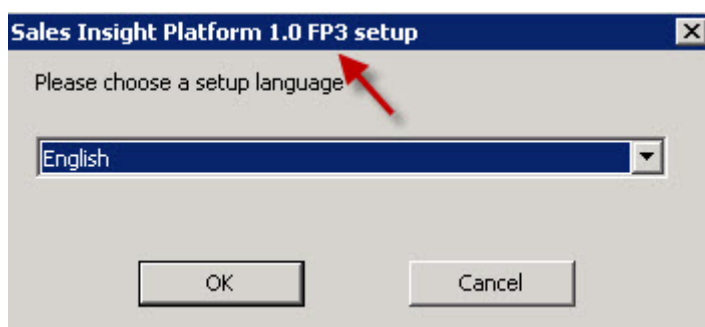 Sales Insight Platform 1.0 FP3 setup
Please choose a setup language
English
OK
Cancel